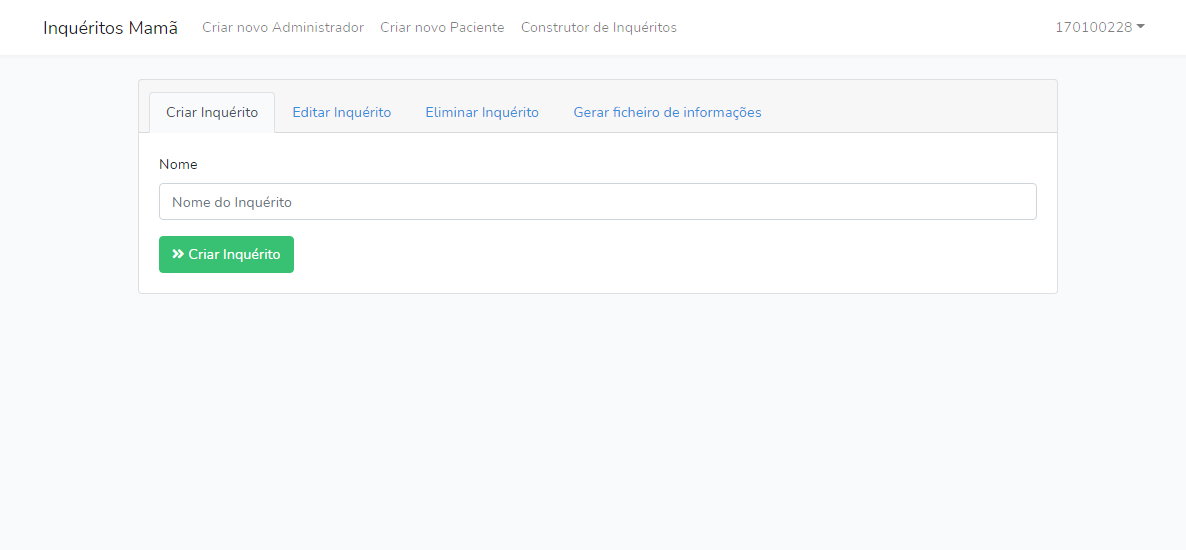 Inquéritos Mamã Criar novo Administrador Criar novo Paciente Construtor de Inquéritos 170100228
Criar Inquérito Editar Inquérito Eliminar Inquérito Gerar ficheiro de informações
Nome
Nome do Inquérito
Criar Inquérito